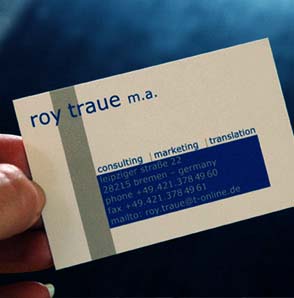 roy traue m.a.
consulting | marketing | translation
leipziger straße 22
28215 bremen – germany
phone +49.421.378 49 60
fax +49.421.378 49 61
mailto: roy.traue@t-online.de